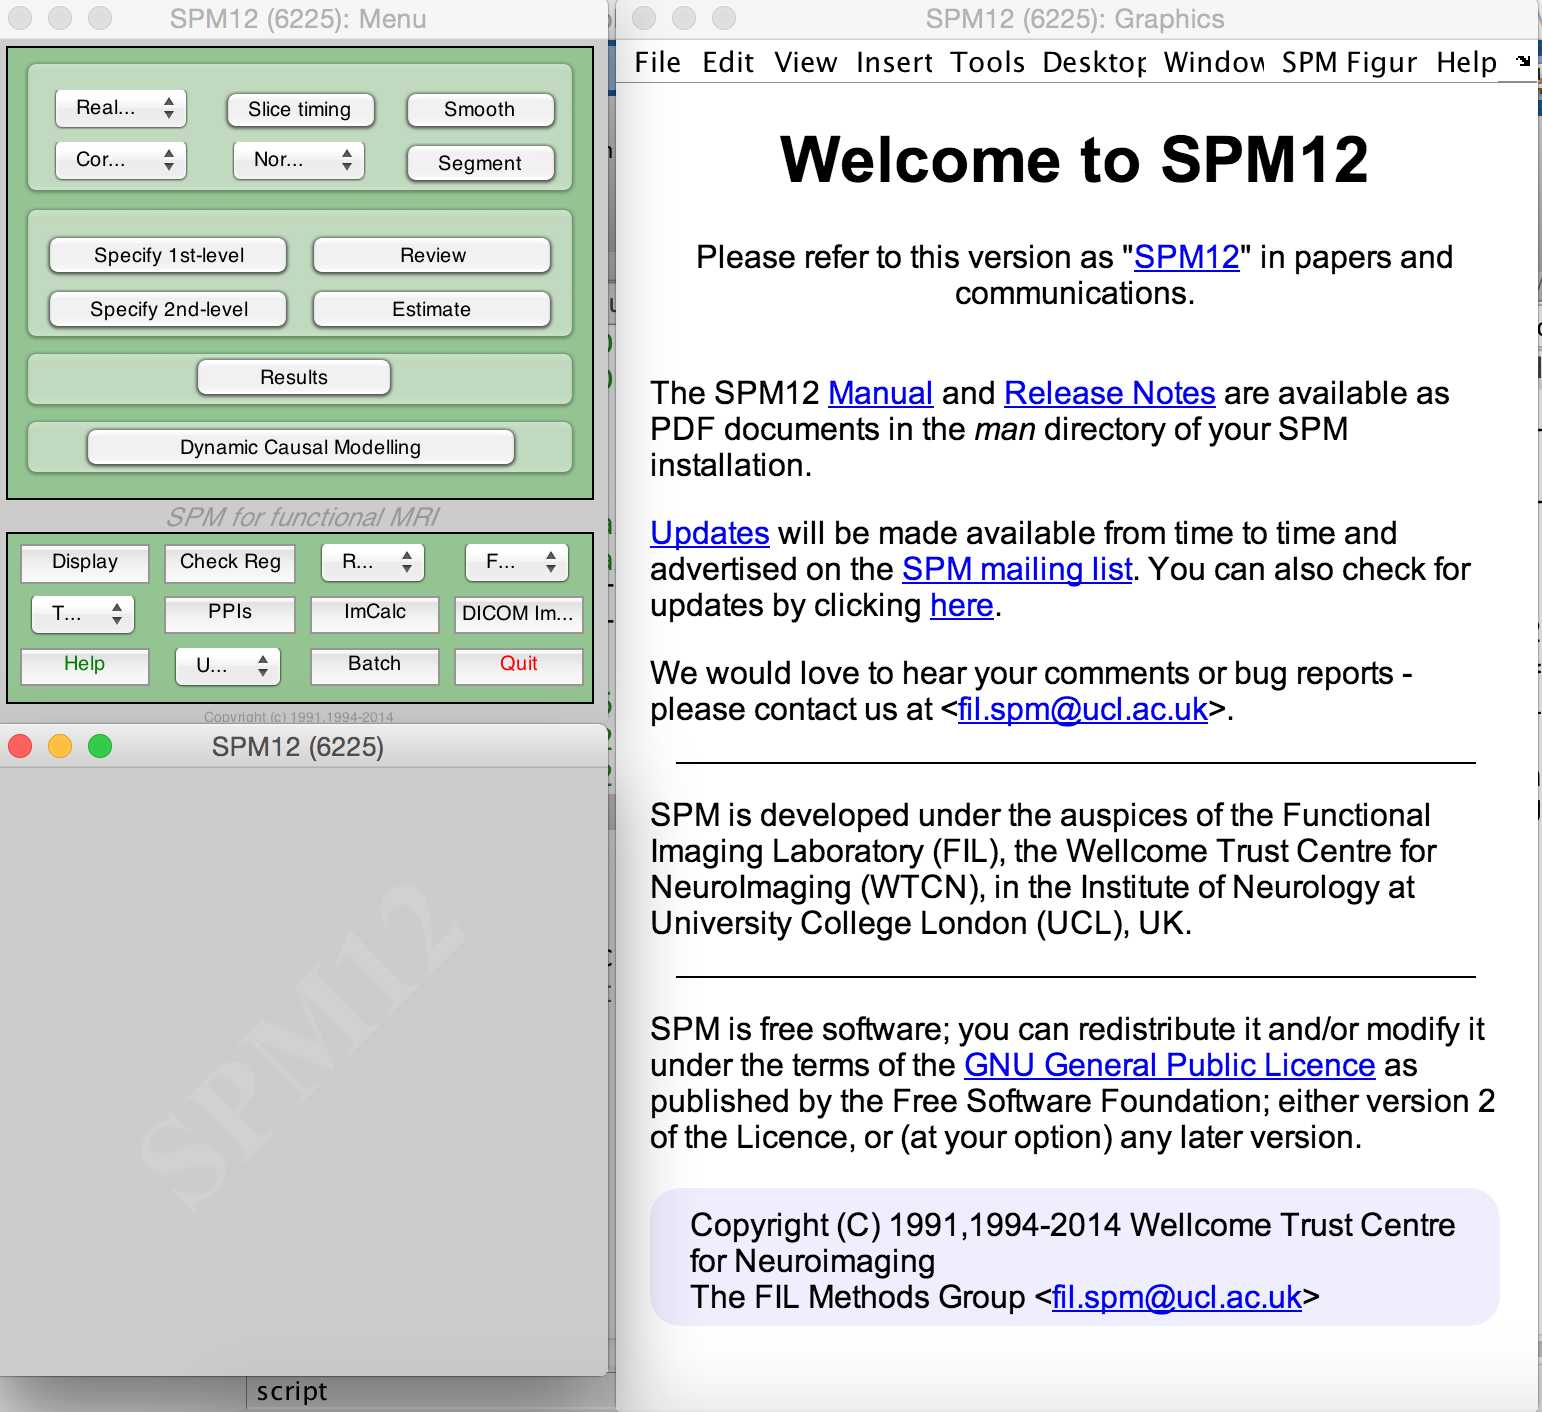 SPM12 (6225): Menu
Real...
Slice timing
Smooth
Cor...
Nor...
Segment
Specify 1st-level
Review
Specify 2nd-level
Estimate
Results
Dynamic Causal Modelling
SPM for functional MRI
Display
Check Reg
R...
F...
T...
PPIs
ImCalc
DICOM Im...
Help
U...
Batch
Quit
Copyright (c) 1991,1994-2014
SPM12 (6225)
SPM12
script
SPM12 (6225): Graphics
File Edit View Insert Tools Desktop Window SPM Figur Help
Welcome to SPM12
Please refer to this version as "SPM12" in papers and
communications.
The SPM12 Manual and Release Notes are available as
PDF documents in the man directory of your SPM
installation.
Updates will be made available from time to time and
advertised on the SPM mailing list. You can also check for
updates by clicking here.
We would love to hear your comments or bug reports -
please contact us at <fil.spm@ucl.ac.uk>.
SPM is developed under the auspices of the Functional
Imaging Laboratory (FIL), the Wellcome Trust Centre for
NeuroImaging (WTCN), in the Institute of Neurology at
University College London (UCL), UK.
SPM is free software; you can redistribute it and/or modify it
under the terms of the GNU General Public Licence as
published by the Free Software Foundation; either version 2
of the Licence, or (at your option) any later version.
Copyright (C) 1991,1994-2014 Wellcome Trust Centre
for Neuroimaging
The FIL Methods Group <fil.spm@ucl.ac.uk>